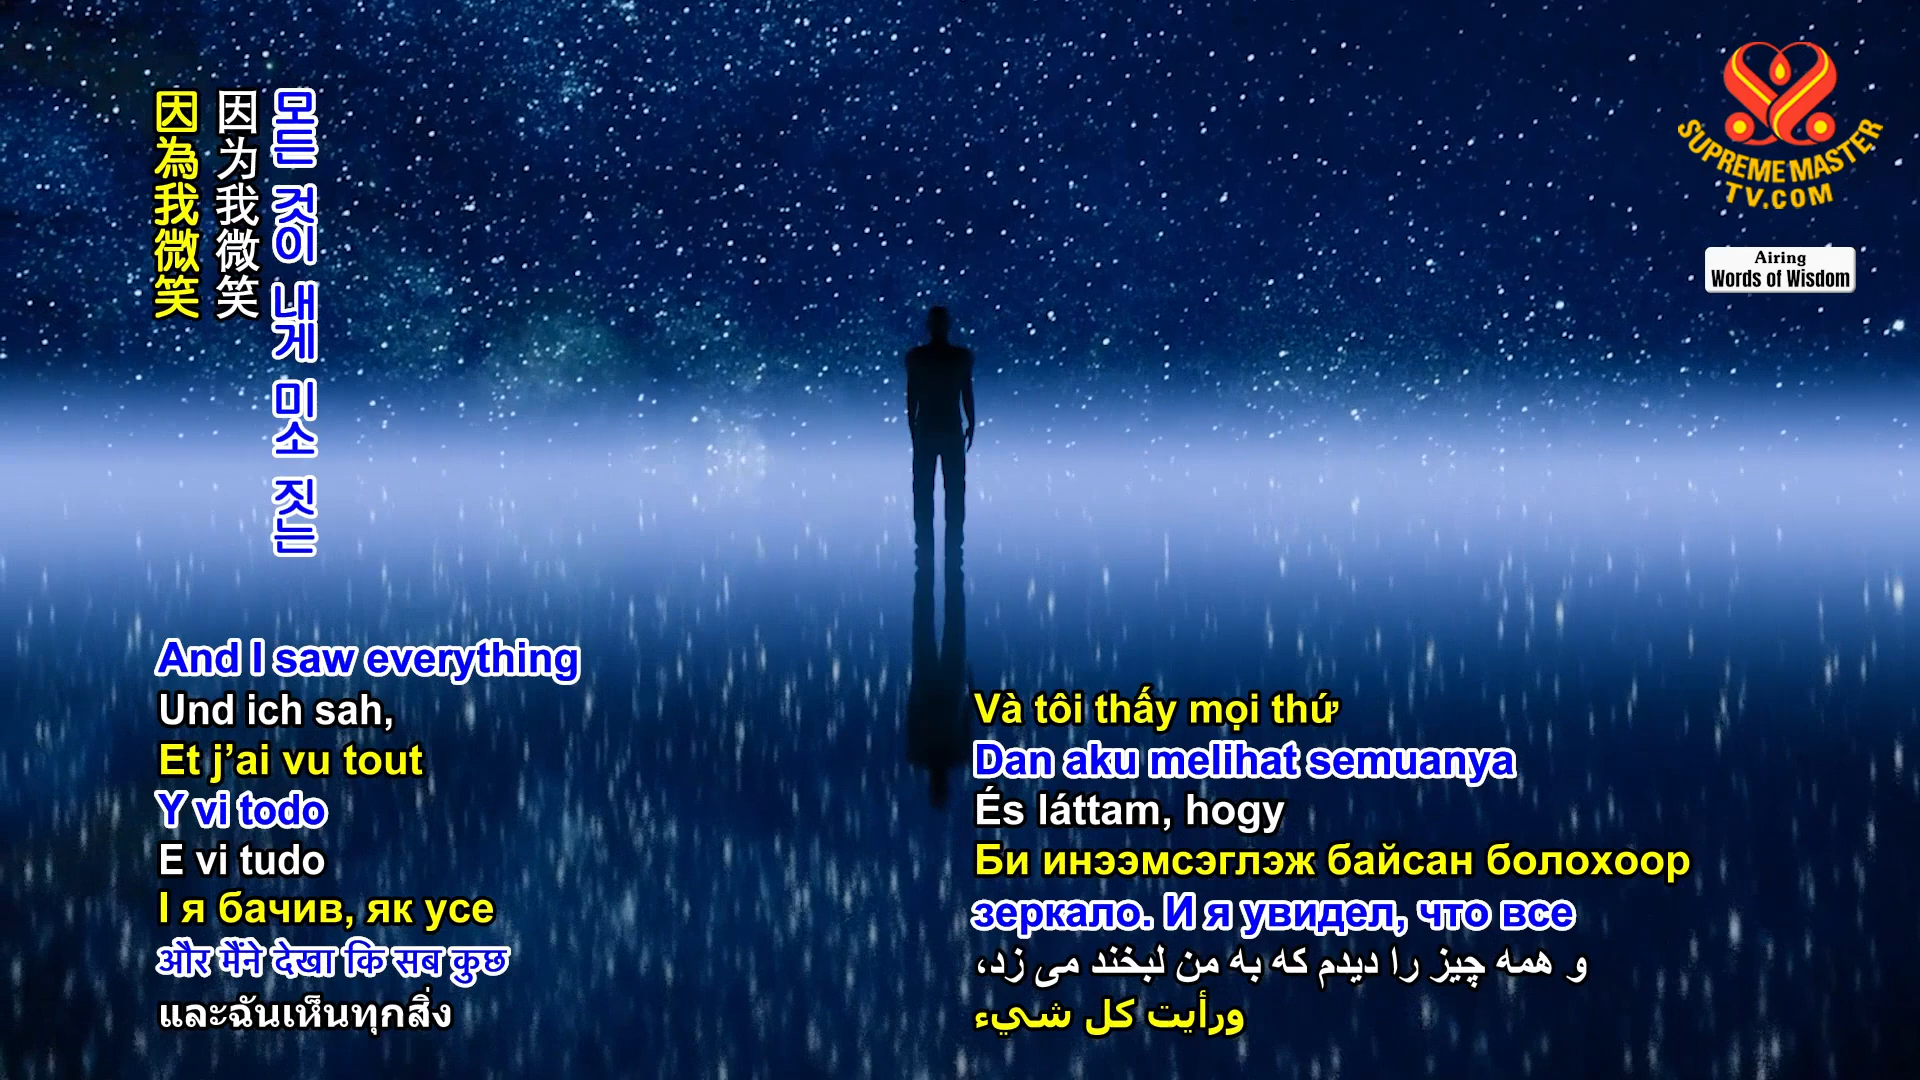 因為我微笑
因为我微笑
모든 것이 내게 미소 짓는
SUPREME MASTER
TV.COM
Airing
Words of Wisdom
And I saw everything
Und ich sah,
Et j’ai vu tout
Y vi todo
E vi tudo
І я бачив, як усе
और मैंने देखा कि सब कुछ
และฉันเห็นทุกสิ่ง
Và tôi thấy mọi thứ
Dan aku melihat semuanya
És láttam, hogy
Би инээмсэглэж байсан болохоор
зеркало. И я увидел, что все
و همه چیز را دیدم که به من لبخند می زد،
ورأيت كل شيء